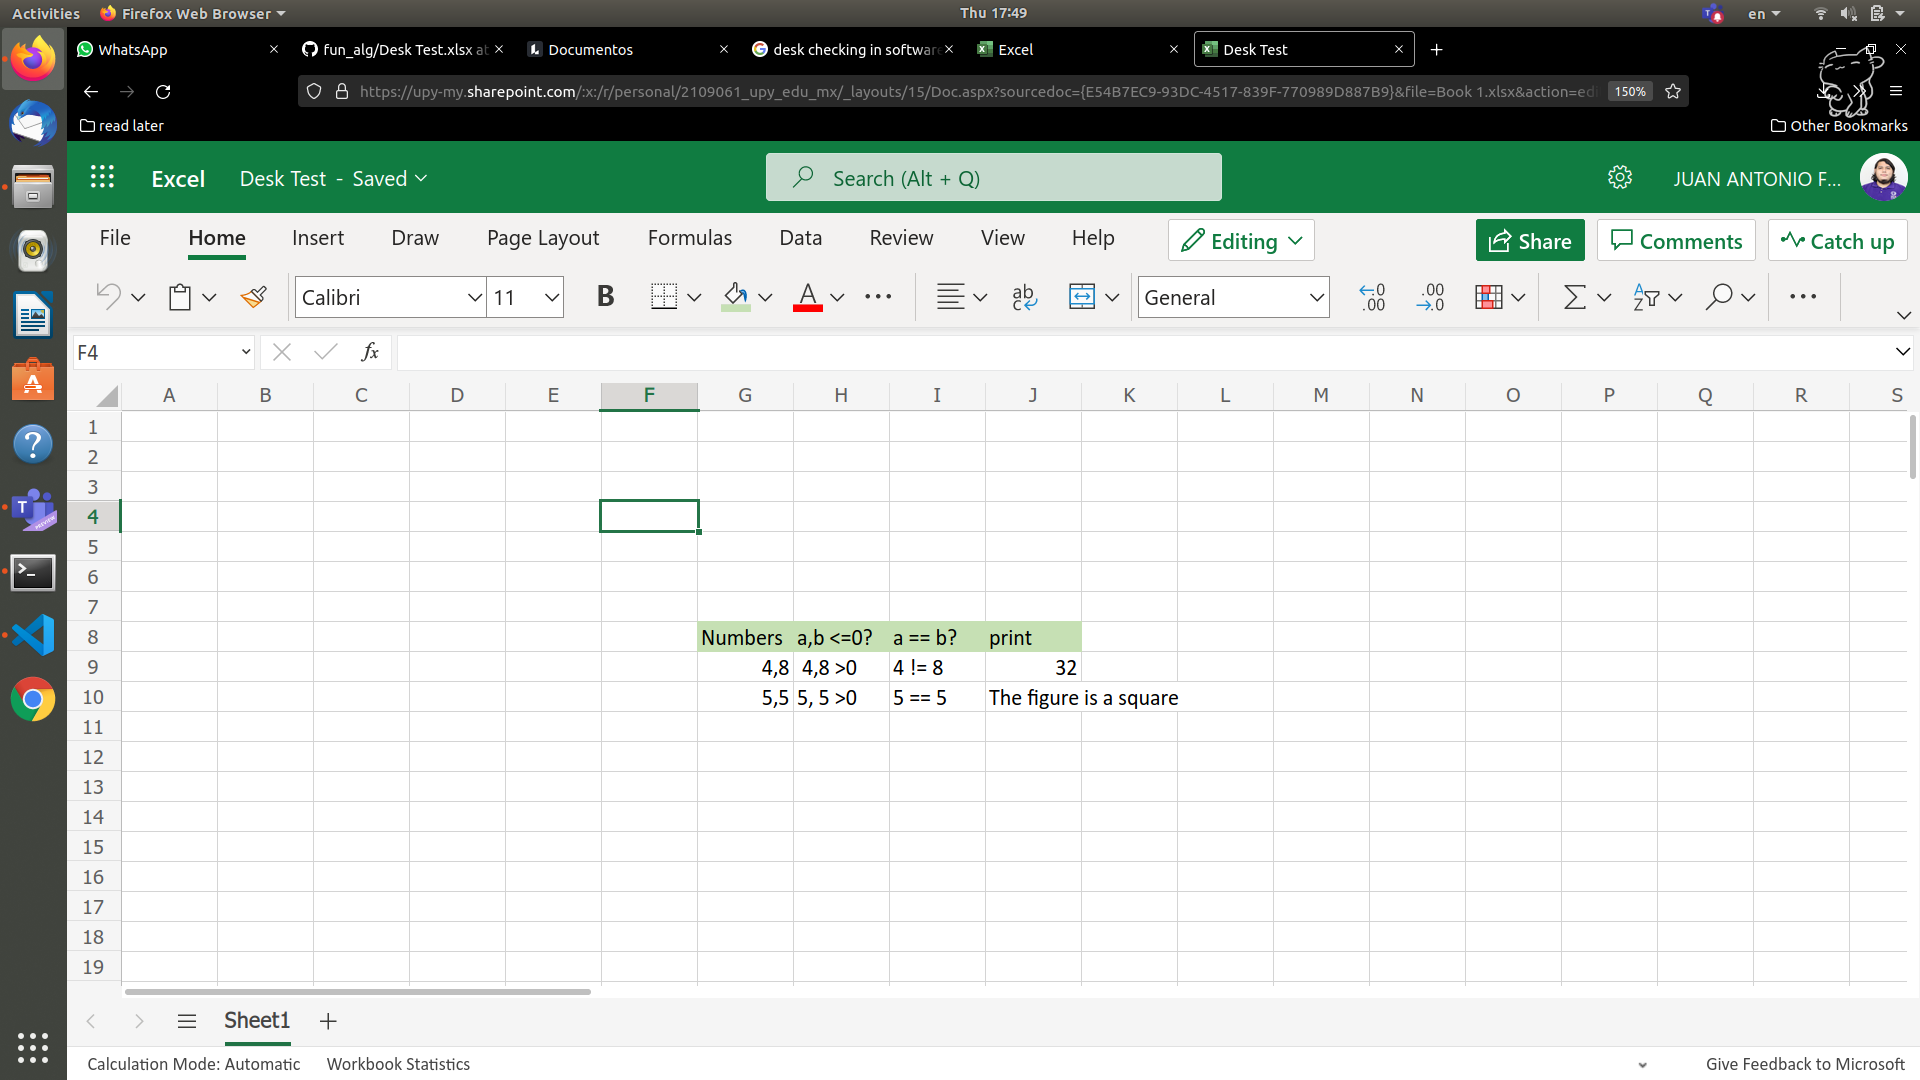 Activities Firefox Web Browser Thu 17:49 en
WhatsApp fun_alg/Desk Test.xlsx at Documentos desk checking in software Excel Desk Test
https://upy-my.sharepoint.com/:x:/r/personal/2109061_upy_edu_mx/_layouts/15/Doc.aspx?sourcedoc={E54B7EC9-93DC-4517-839F-770989D887B9}&file=Book 1.xlsx&action=ed 150%
read later Other Bookmarks
Excel Desk Test - Saved Search (Alt + Q) JUAN ANTONIO F...
File Home Insert Draw Page Layout Formulas Data Review View Help Editing Share Comments Catch up
Calibri 11 B A General
F4 fx
A B C D E F G H I J K L M N O P Q R S
1
2
3
4
5
6
7
8 Numbers a,b <=0? a == b? print
9 4,8 4,8 >0 4 != 8 32
10 5,5 5, 5 >0 5 == 5 The figure is a square
11
12
13
14
15
16
17
18
19
Sheet1
Calculation Mode: Automatic Workbook Statistics Give Feedback to Microsoft